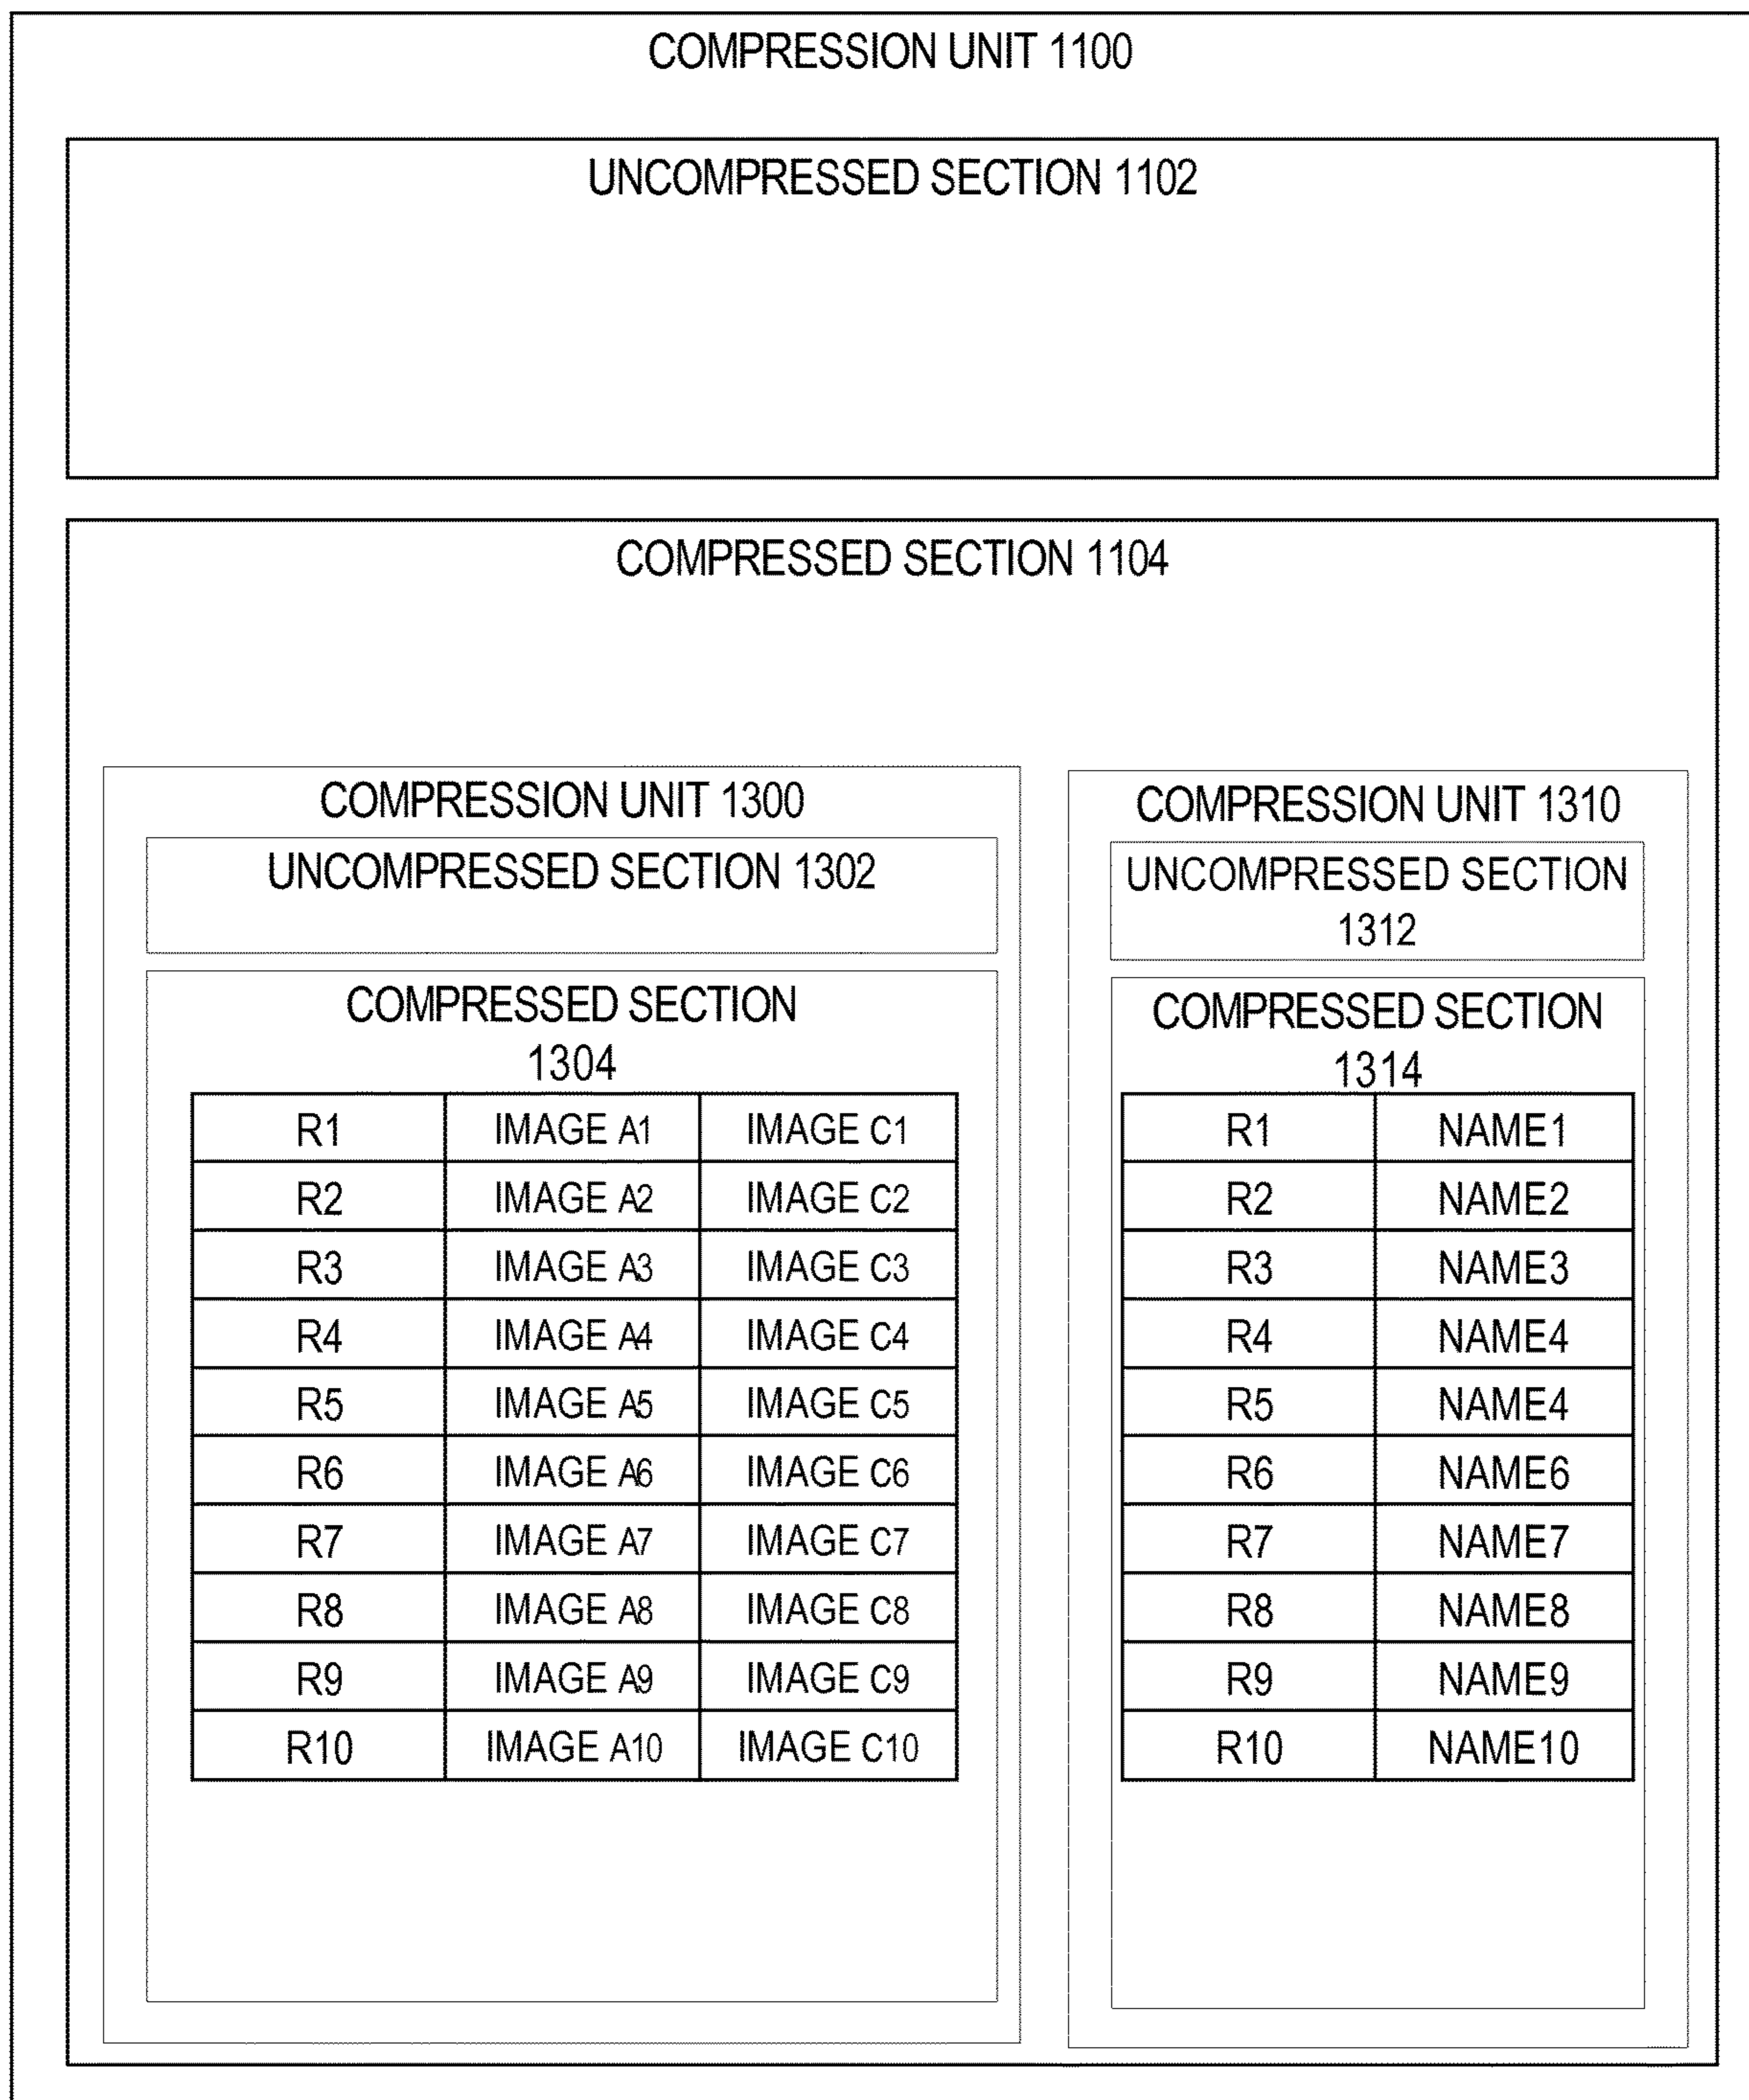 COMPRESSION UNIT 1100
UNCOMPRESSED SECTION 1102
COMPRESSED SECTION 1104
COMPRESSION UNIT 1300
UNCOMPRESSED SECTION 1302
COMPRESSED SECTION
1304
R1 IMAGE A1 IMAGE C1
R2 IMAGE A2 IMAGE C2
R3 IMAGE A3 IMAGE C3
R4 IMAGE A4 IMAGE C4
R5 IMAGE A5 IMAGE C5
R6 IMAGE A6 IMAGE C6
R7 IMAGE A7 IMAGE C7
R8 IMAGE A8 IMAGE C8
R9 IMAGE A9 IMAGE C9
R10 IMAGE A10 IMAGE C10
COMPRESSION UNIT 1310
UNCOMPRESSED SECTION
1312
COMPRESSED SECTION
1314
R1 NAME1
R2 NAME2
R3 NAME3
R4 NAME4
R5 NAME4
R6 NAME6
R7 NAME7
R8 NAME8
R9 NAME9
R10 NAME10